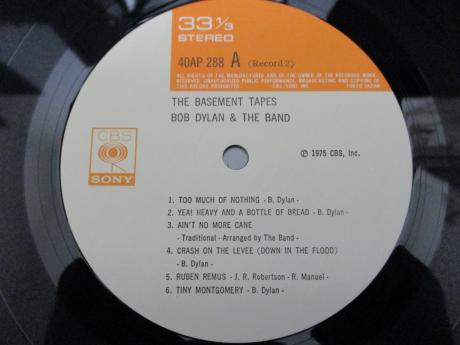 33 1/3
STEREO
40AP 288 A (Record 2)
ALL RIGHTS OF THE MANUFACTURER AND OF THE OWNER OF THE RECORDED WORK
RESERVED UNAUTHORIZED PUBLIC PERFORMANCE, BROADCASTING AND COPYING OF
THIS RECORD PROHIBITED. CBS/SONY INC. TOKYO JAPAN
THE BASEMENT TAPES
BOB DYLAN & THE BAND
CBS
SONY
℗ 1975 CBS, Inc.
1. TOO MUCH OF NOTHING - B. Dylan -
2. YEA! HEAVY AND A BOTTLE OF BREAD - B. Dylan -
3. AIN'T NO MORE CANE
- Traditional - Arranged by The Band -
4. CRASH ON THE LEVEE (DOWN IN THE FLOOD)
- B. Dylan -
5. RUBEN REMUS - J. R. Robertson - R. Manuel -
6. TINY MONTGOMERY - B. Dylan -